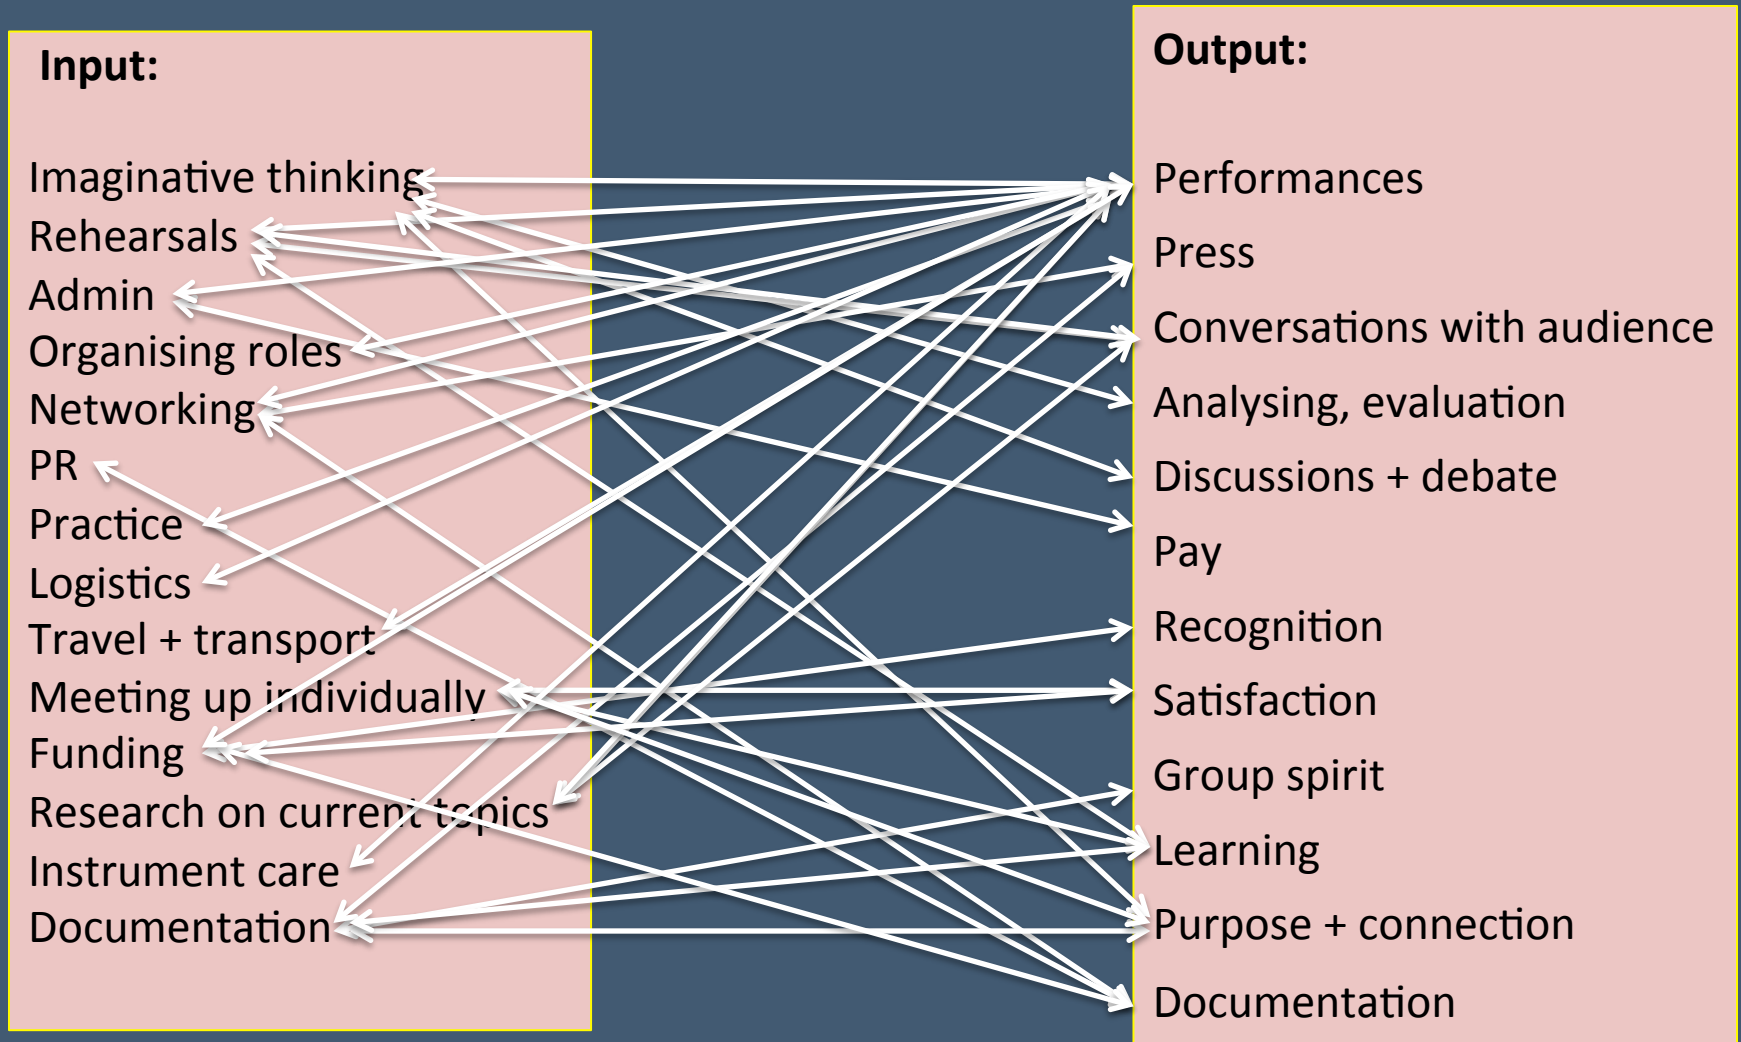 Input:
Imaginative thinking
Rehearsals
Admin
Organising roles
Networking
PR
Practice
Logistics
Travel + transport
Meeting up individually
Funding
Research on current topics
Instrument care
Documentation
Output:
Performances
Press
Conversations with audience
Analysing, evaluation
Discussions + debate
Pay
Recognition
Satisfaction
Group spirit
Learning
Purpose + connection
Documentation